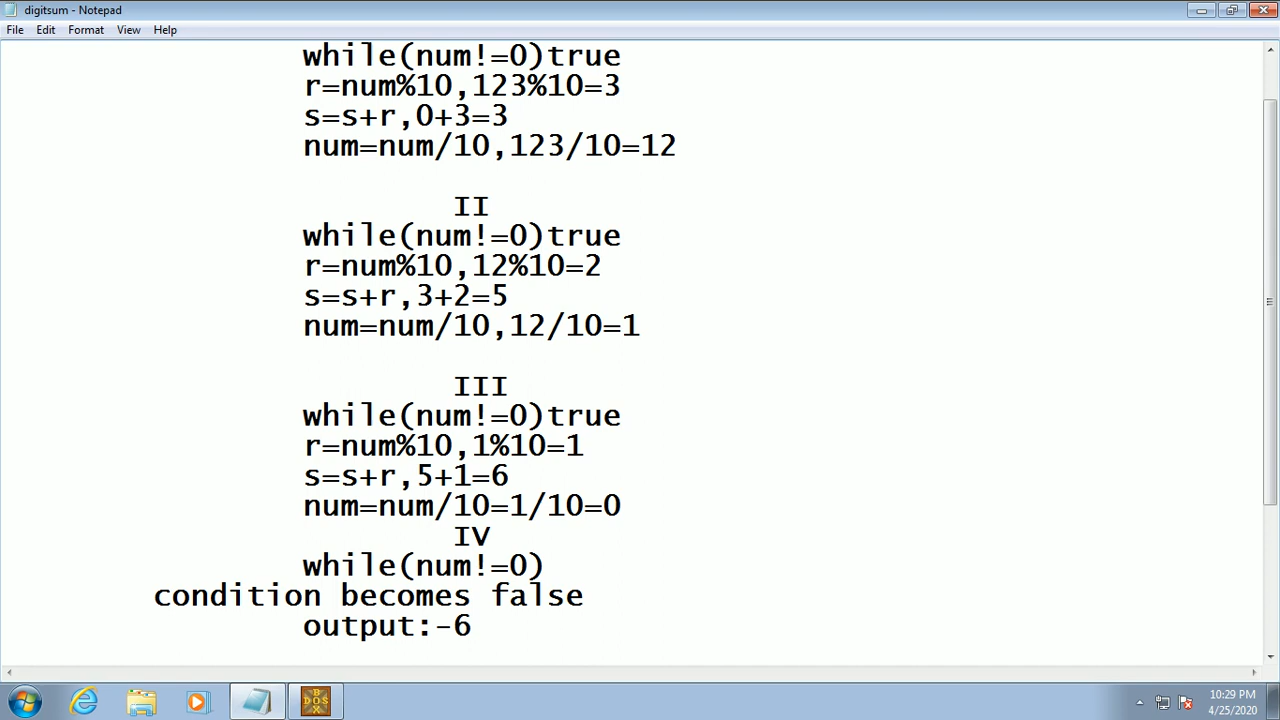 digitsum - Notepad
File Edit Format View Help
while(num!=0)true
r=num%10,123%10=3
s=s+r,0+3=3
num=num/10,123/10=12
II
while(num!=0)true
r=num%10,12%10=2
s=s+r,3+2=5
num=num/10,12/10=1
III
while(num!=0)true
r=num%10,1%10=1
s=s+r,5+1=6
num=num/10=1/10=0
IV
while(num!=0)
condition becomes false
output:-6
DOS
BOX
10:29 PM
4/25/2020